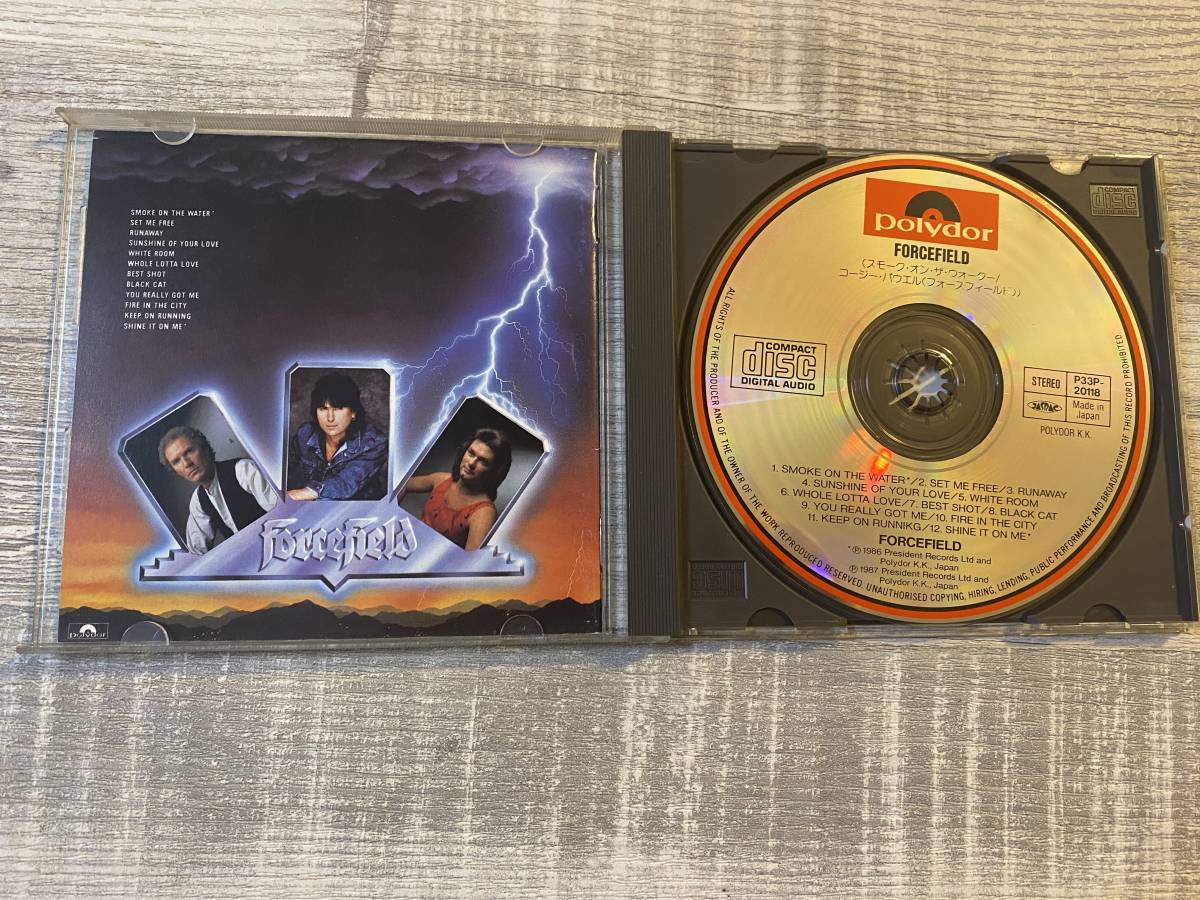 SMOKE ON THE WATER*
SET ME FREE
RUNAWAY
SUNSHINE OF YOUR LOVE
WHITE ROOM
WHOLE LOTTA LOVE
BEST SHOT
BLACK CAT
YOU REALLY GOT ME
FIRE IN THE CITY
KEEP ON RUNNING
SHINE IT ON ME*
Forcefield
polydor
polydor
FORCEFIELD
(スモーク・オン・ザ・ウォーター/
コージー・パウエル(フォースフィールド))
COMPACT
disc
DIGITAL AUDIO
STEREO
P33P-
20118
JASRAC
Made in
Japan
POLYDOR K.K.
1. SMOKE ON THE WATER*/2. SET ME FREE/3. RUNAWAY
4. SUNSHINE OF YOUR LOVE/5. WHITE ROOM
6. WHOLE LOTTA LOVE/7. BEST SHOT/8. BLACK CAT
9. YOU REALLY GOT ME/10. FIRE IN THE CITY
11. KEEP ON RUNNIKG/12. SHINE IT ON ME*
FORCEFIELD
*℗ 1986 President Records Ltd and
Polydor K.K., Japan
℗ 1987 President Records Ltd and
Polydor K.K., Japan
ALL RIGHTS OF THE PRODUCER AND OF THE OWNER OF THE WORK REPRODUCED RESERVED. UNAUTHORISED COPYING, HIRING, LENDING, PUBLIC PERFORMANCE AND BROADCASTING OF THIS RECORD PROHIBITED
COMPACT
disc
DIGITAL AUDIO
disc